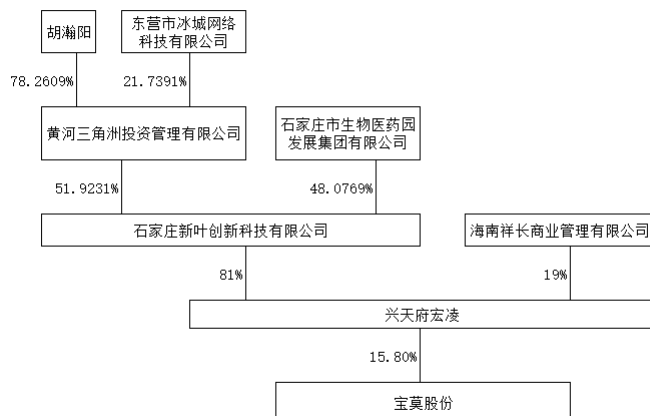 胡瀚阳
东营市冰城网络
科技有限公司
78.2609%
21.7391%
黄河三角洲投资管理有限公司
石家庄市生物医药园
发展集团有限公司
51.9231%
48.0769%
石家庄新叶创新科技有限公司
海南祥长商业管理有限公司
81%
19%
兴天府宏凌
15.80%
宝莫股份